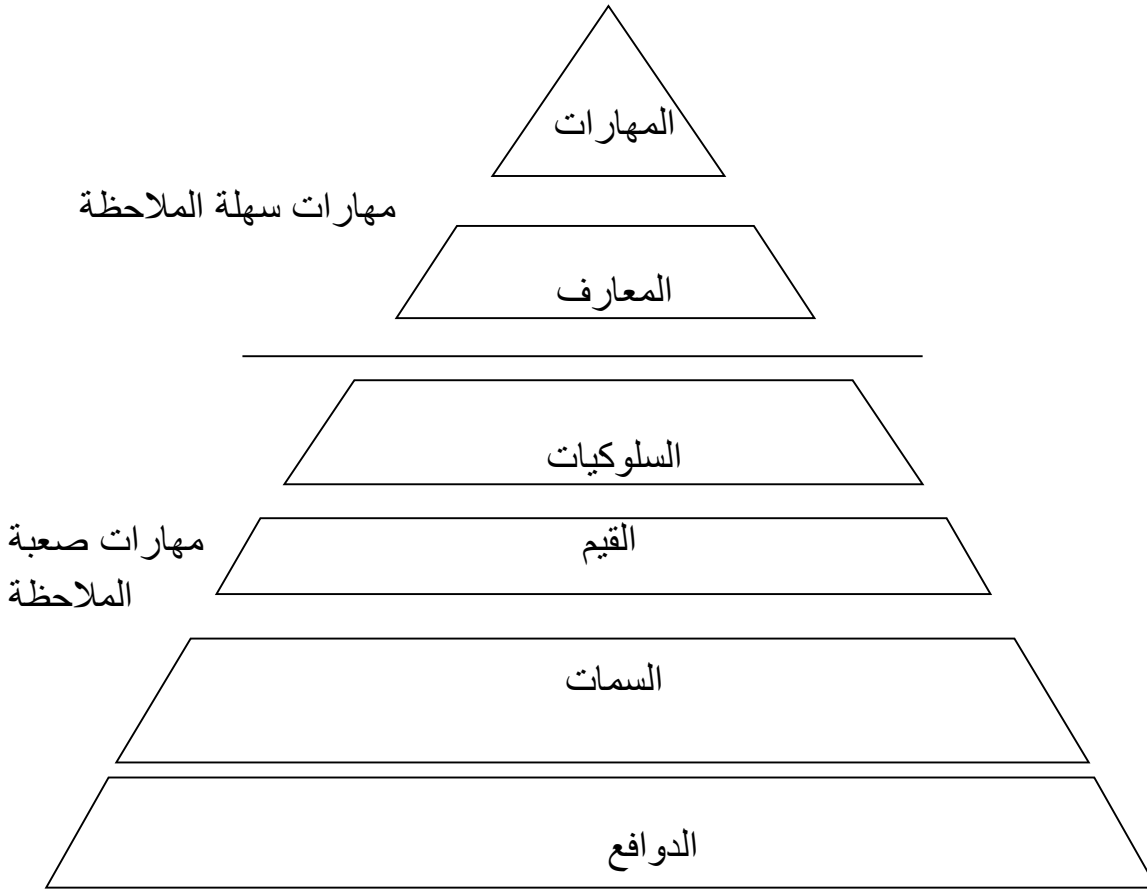 المهارات
مهارات سهلة الملاحظة
المعارف
السلوكيات
القيم
مهارات صعبة
الملاحظة
السمات
الدوافع